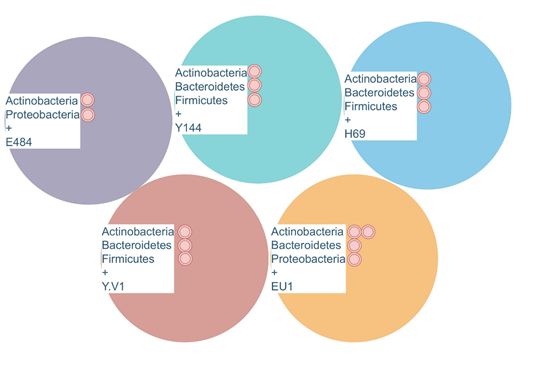 Actinobacteria
Proteobacteria
+
E484
Actinobacteria
Bacteroidetes
Firmicutes
+
Y144
Actinobacteria
Bacteroidetes
Firmicutes
+
H69
Actinobacteria
Bacteroidetes
Firmicutes
+
Y.V1
Actinobacteria
Bacteroidetes
Proteobacteria
+
EU1